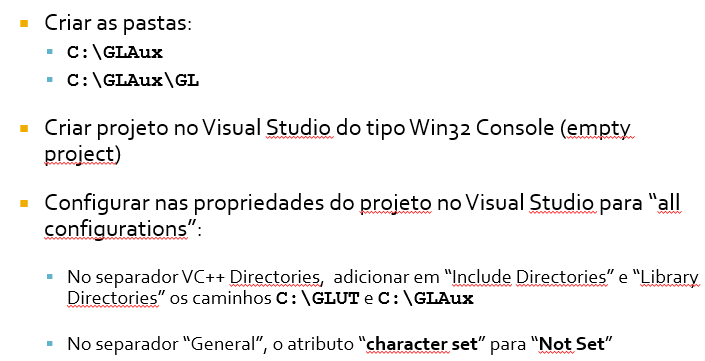 Criar as pastas:
C:\GLAux
C:\GLAux\GL
Criar projeto no Visual Studio do tipo Win32 Console (empty
project)
Configurar nas propriedades do projeto no Visual Studio para “all
configurations”:
No separador VC++ Directories, adicionar em “Include Directories” e “Library
Directories” os caminhos C:\GLUT e C:\GLAux
No separador “General”, o atributo “character set” para “Not Set”